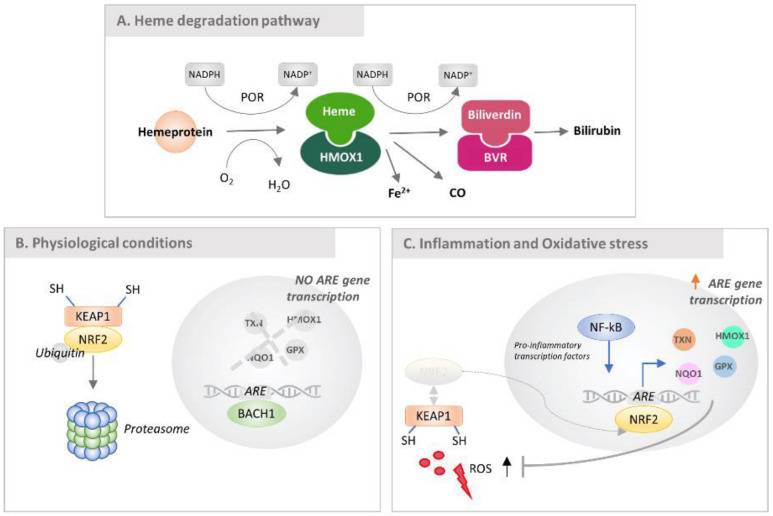 A. Heme degradation pathway
NADPH
NADP⁺
NADPH
NADP⁺
POR
POR
Heme
Biliverdin
Hemeprotein
Bilirubin
HMOX1
BVR
O₂
H₂O
Fe²⁺
CO
B. Physiological conditions
SH
SH
KEAP1
NRF2
Ubiquitin
Proteasome
NO ARE gene
transcription
TXN
HMOX1
NQO1
GPX
ARE
BACH1
C. Inflammation and Oxidative stress
ARE gene
transcription
NF-kB
Pro-inflammatory
transcription factors
TXN
HMOX1
NQO1
GPX
NRF2
ARE
NRF2
KEAP1
SH
SH
ROS